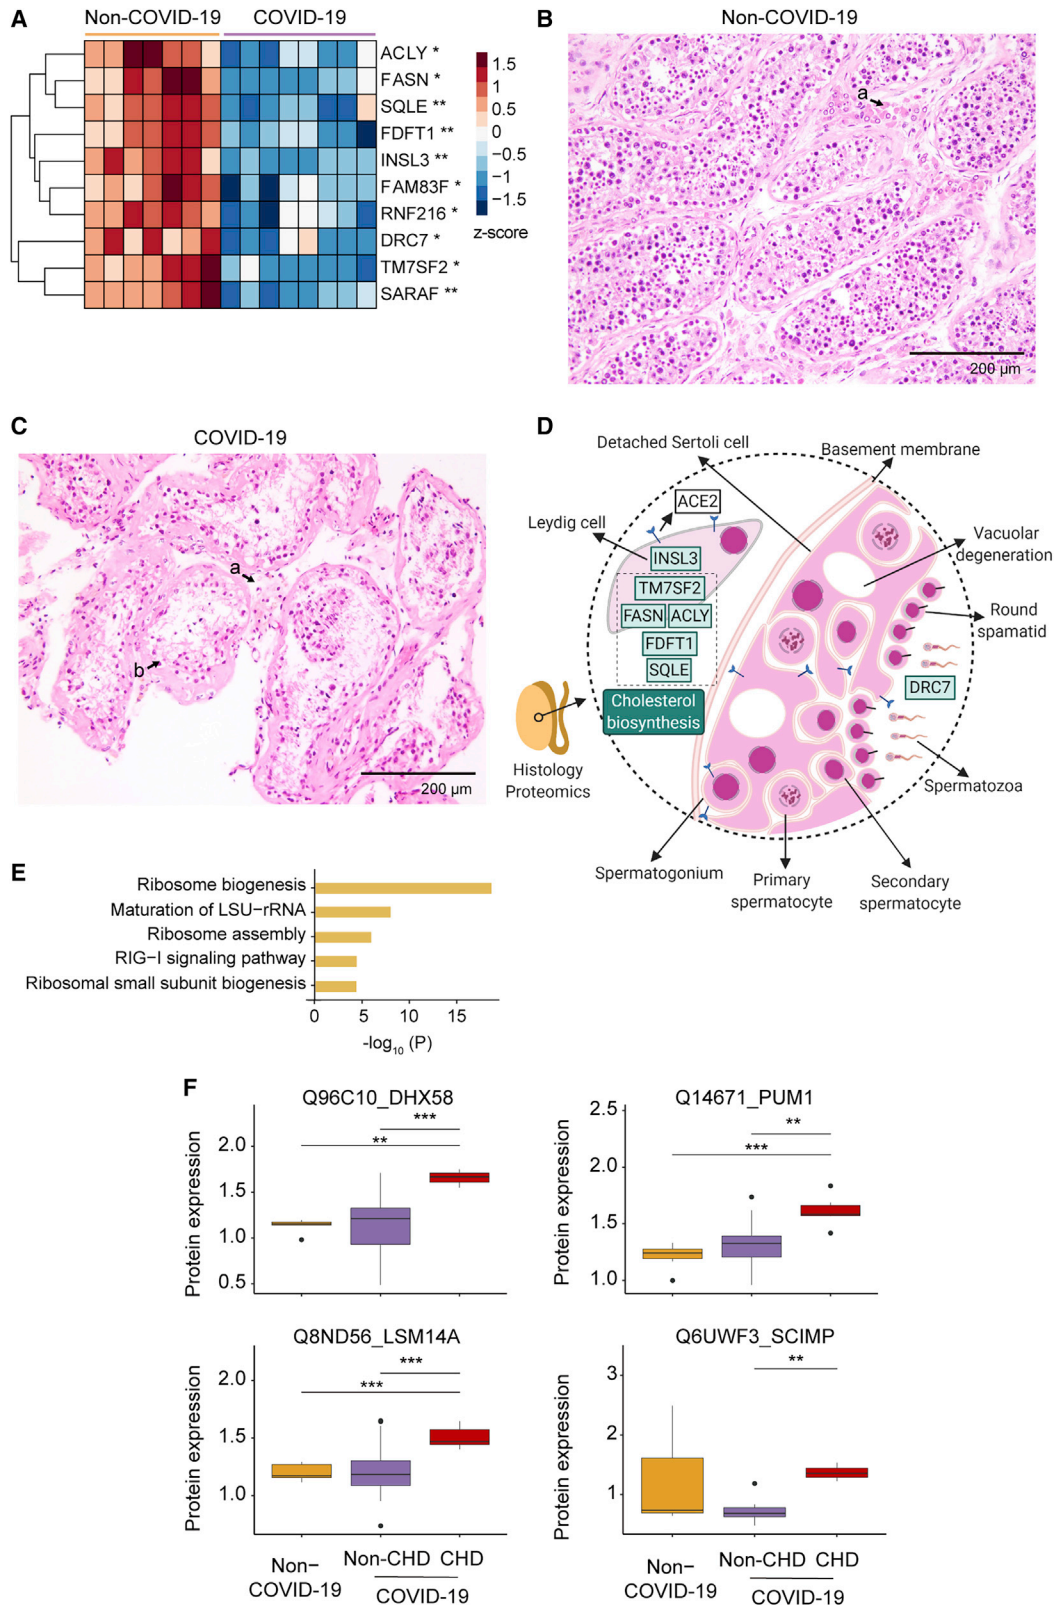 A
Non-COVID-19
COVID-19
ACLY *
FASN *
SQLE **
FDFT1 **
INSL3 **
FAM83F *
RNF216 *
DRC7 *
TM7SF2 *
SARAF **
1.5
1
0.5
0
−0.5
−1
−1.5
z-score
B
Non-COVID-19
a
200 µm
C
COVID-19
a
b
200 µm
D
Detached Sertoli cell
Basement membrane
ACE2
Leydig cell
Vacuolar
degeneration
INSL3
TM7SF2
FASN
ACLY
FDFT1
SQLE
Round
spamatid
DRC7
Cholesterol
biosynthesis
Histology
Proteomics
Spermatozoa
Spermatogonium
Primary
spermatocyte
Secondary
spermatocyte
E
Ribosome biogenesis
Maturation of LSU−rRNA
Ribosome assembly
RIG−I signaling pathway
Ribosomal small subunit biogenesis
0 5 10 15
-log10 (P)
F
Q96C10_DHX58
***
**
Protein expression
2.0
1.5
1.0
0.5
Q14671_PUM1
**
***
Protein expression
2.5
2.0
1.5
1.0
Q8ND56_LSM14A
***
***
Protein expression
2.0
1.5
1.0
Non−
COVID-19
Non-CHD CHD
COVID-19
Q6UWF3_SCIMP
**
Protein expression
3
2
1
Non−
COVID-19
Non-CHD CHD
COVID-19